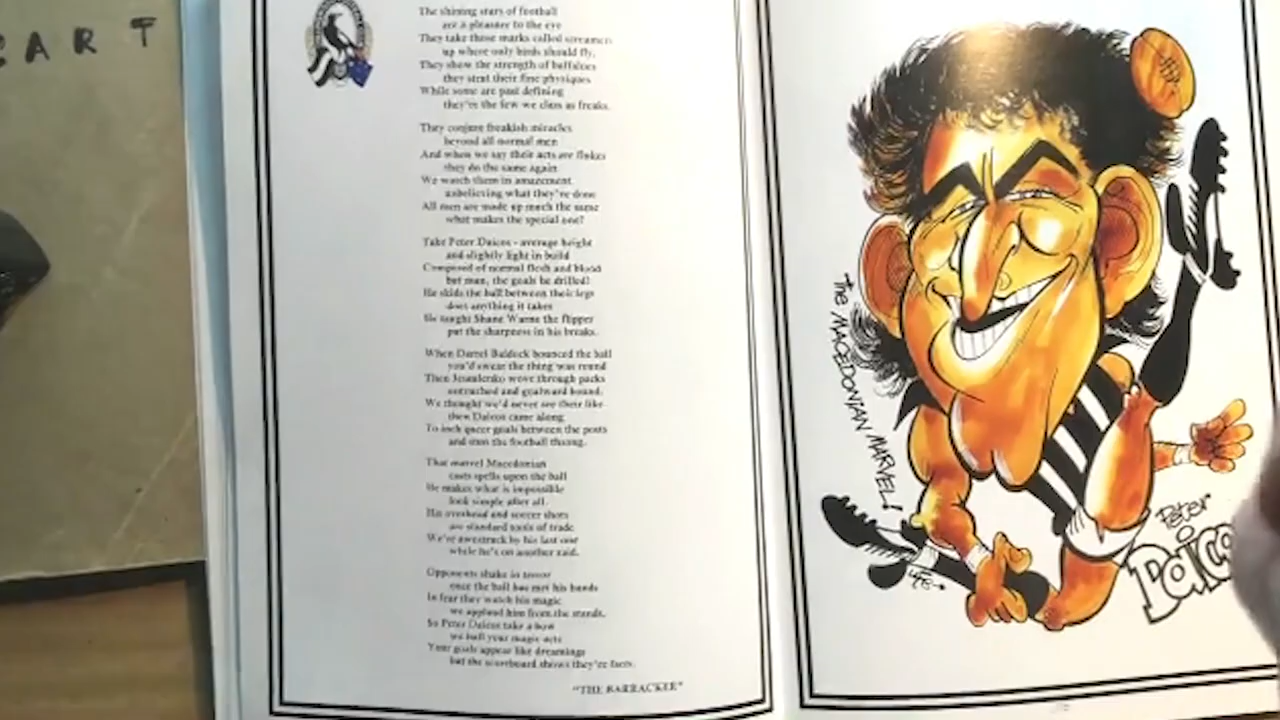 EART
The shining stars of football
are a pleasure to the eye
They take those marks called screamers
up where only birds should fly.
They show the strength of buffaloes
they strut their fine physiques
While some are past defining
they're the few we class as freaks.
They conjure freakish miracles
beyond all normal men
And when we say their acts are flukes
they do the same again
We watch them in amazement
unbelieving what they've done
All men are made up much the same
what makes the special one?
Take Peter Daicos - average height
and slightly light in build
Composed of normal flesh and blood
but man, the goals he drilled!
He skids the ball between their legs
does anything it takes
He taught Shane Warne the flipper
put the sharpness in his breaks.
When Darrel Baldock bounced the ball
you'd swear the thing was round
Then Jesaulenko wove through packs
untouched and goalward bound.
We thought we'd never see their like
then Daicos came along
To inch queer goals between the posts
and stun the football throng.
That marvel Macedonian
casts spells upon the ball
He makes what is impossible
look simple after all.
His overhead and soccer shots
are standard tools of trade
We're awestruck by his last one
while he's on another raid.
Opponents shake in terror
once the ball has met his hands
In fear they watch his magic
we applaud him from the stands.
So Peter Daicos take a bow
we hail your magic acts
Your goals appear like dreamings
but the scoreboard shows they're facts.
"THE BARRACKER"
The MACEDONIAN MARVEL!
Peter
Daico